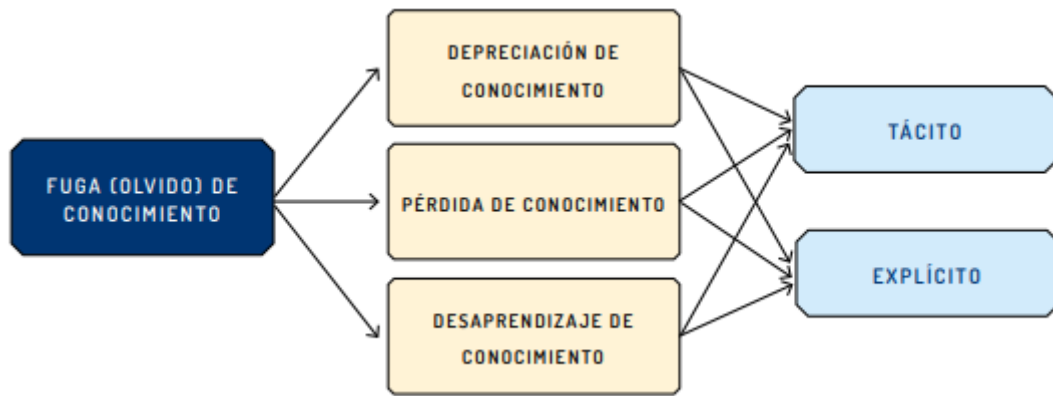 FUGA (OLVIDO) DE
CONOCIMIENTO
DEPRECIACIÓN DE
CONOCIMIENTO
PÉRDIDA DE CONOCIMIENTO
DESAPRENDIZAJE DE
CONOCIMIENTO
TÁCITO
EXPLÍCITO